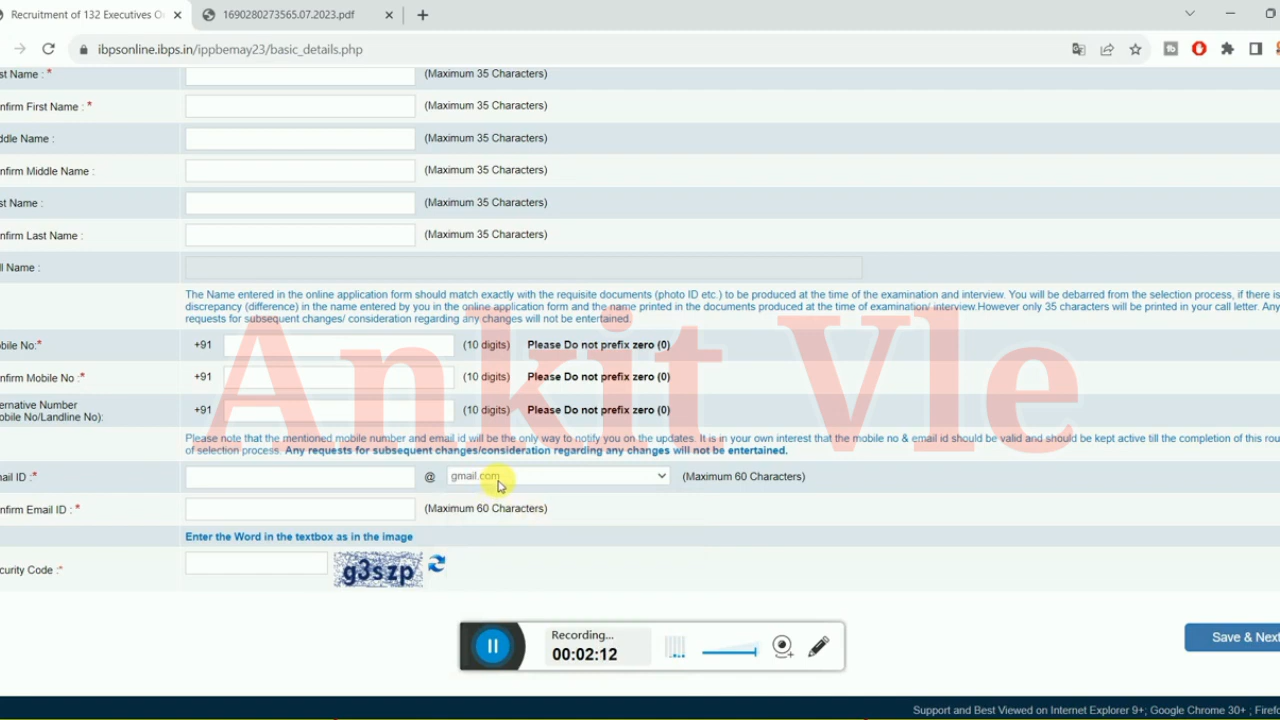 Recruitment of 132 Executives O
1690280273565.07.2023.pdf
ibpsonline.ibps.in/ippbemay23/basic_details.php
st Name : * (Maximum 35 Characters)
nfirm First Name : * (Maximum 35 Characters)
ddle Name : (Maximum 35 Characters)
nfirm Middle Name : (Maximum 35 Characters)
st Name : (Maximum 35 Characters)
nfirm Last Name : (Maximum 35 Characters)
ll Name :
The Name entered in the online application form should match exactly with the requisite documents (photo ID etc.) to be produced at the time of the examination and interview. You will be debarred from the selection process, if there is
discrepancy (difference) in the name entered by you in the online application form and the name printed in the documents produced at the time of examination/ interview.However only 35 characters will be printed in your call letter. Any
requests for subsequent changes/ consideration regarding any changes will not be entertained.
obile No:* +91 (10 digits) Please Do not prefix zero (0)
nfirm Mobile No :* +91 (10 digits) Please Do not prefix zero (0)
ernative Number
obile No/Landline No): +91 (10 digits) Please Do not prefix zero (0)
Ankit Vle
Please note that the mentioned mobile number and email id will be the only way to notify you on the updates. It is in your own interest that the mobile no & email id should be valid and should be kept active till the completion of this rou
of selection process. Any requests for subsequent changes/consideration regarding any changes will not be entertained.
ail ID :* @ gmail.com (Maximum 60 Characters)
nfirm Email ID : * (Maximum 60 Characters)
Enter the Word in the textbox as in the image
curity Code :* g3szp
Recording...
00:02:12
Save & Next
Support and Best Viewed on Internet Explorer 9+; Google Chrome 30+ ; Firef